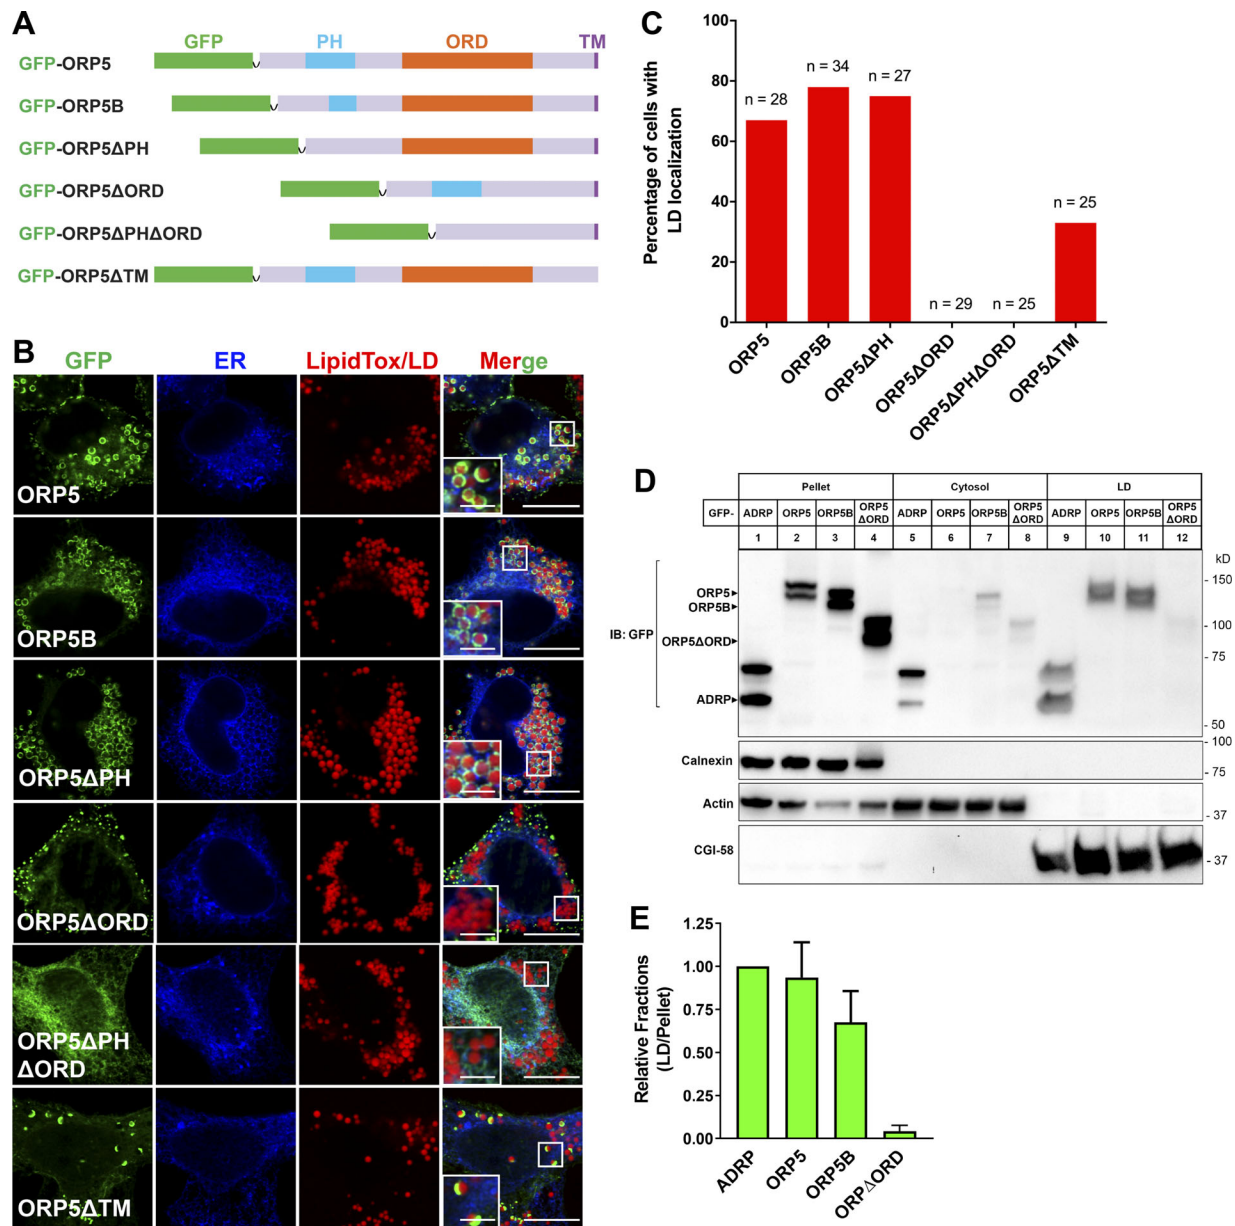 A
GFP PH ORD TM
GFP-ORP5
GFP-ORP5B
GFP-ORP5ΔPH
GFP-ORP5ΔORD
GFP-ORP5ΔPHΔORD
GFP-ORP5ΔTM
B
GFP ER LipidTox/LD Merge
ORP5
ORP5B
ORP5ΔPH
ORP5ΔORD
ORP5ΔPH
ΔORD
ORP5ΔTM
C
Percentage of cells with
LD localization
100
80
60
40
20
0
n = 28
n = 34
n = 27
n = 29
n = 25
n = 25
ORP5
ORP5B
ORP5ΔPH
ORP5ΔORD
ORP5ΔPHΔORD
ORP5ΔTM
D
Pellet Cytosol LD
GFP- ADRP ORP5 ORP5B ORP5 ΔORD ADRP ORP5 ORP5B ORP5 ΔORD ADRP ORP5 ORP5B ORP5 ΔORD
1 2 3 4 5 6 7 8 9 10 11 12
kD
IB: GFP
ORP5
ORP5B
ORP5ΔORD
ADRP
- 150
- 100
- 75
- 50
Calnexin
- 100
- 75
Actin
- 37
CGI-58
- 37
E
Relative Fractions
(LD/Pellet)
1.25
1.00
0.75
0.50
0.25
0.00
ADRP
ORP5
ORP5B
ORP△ORD